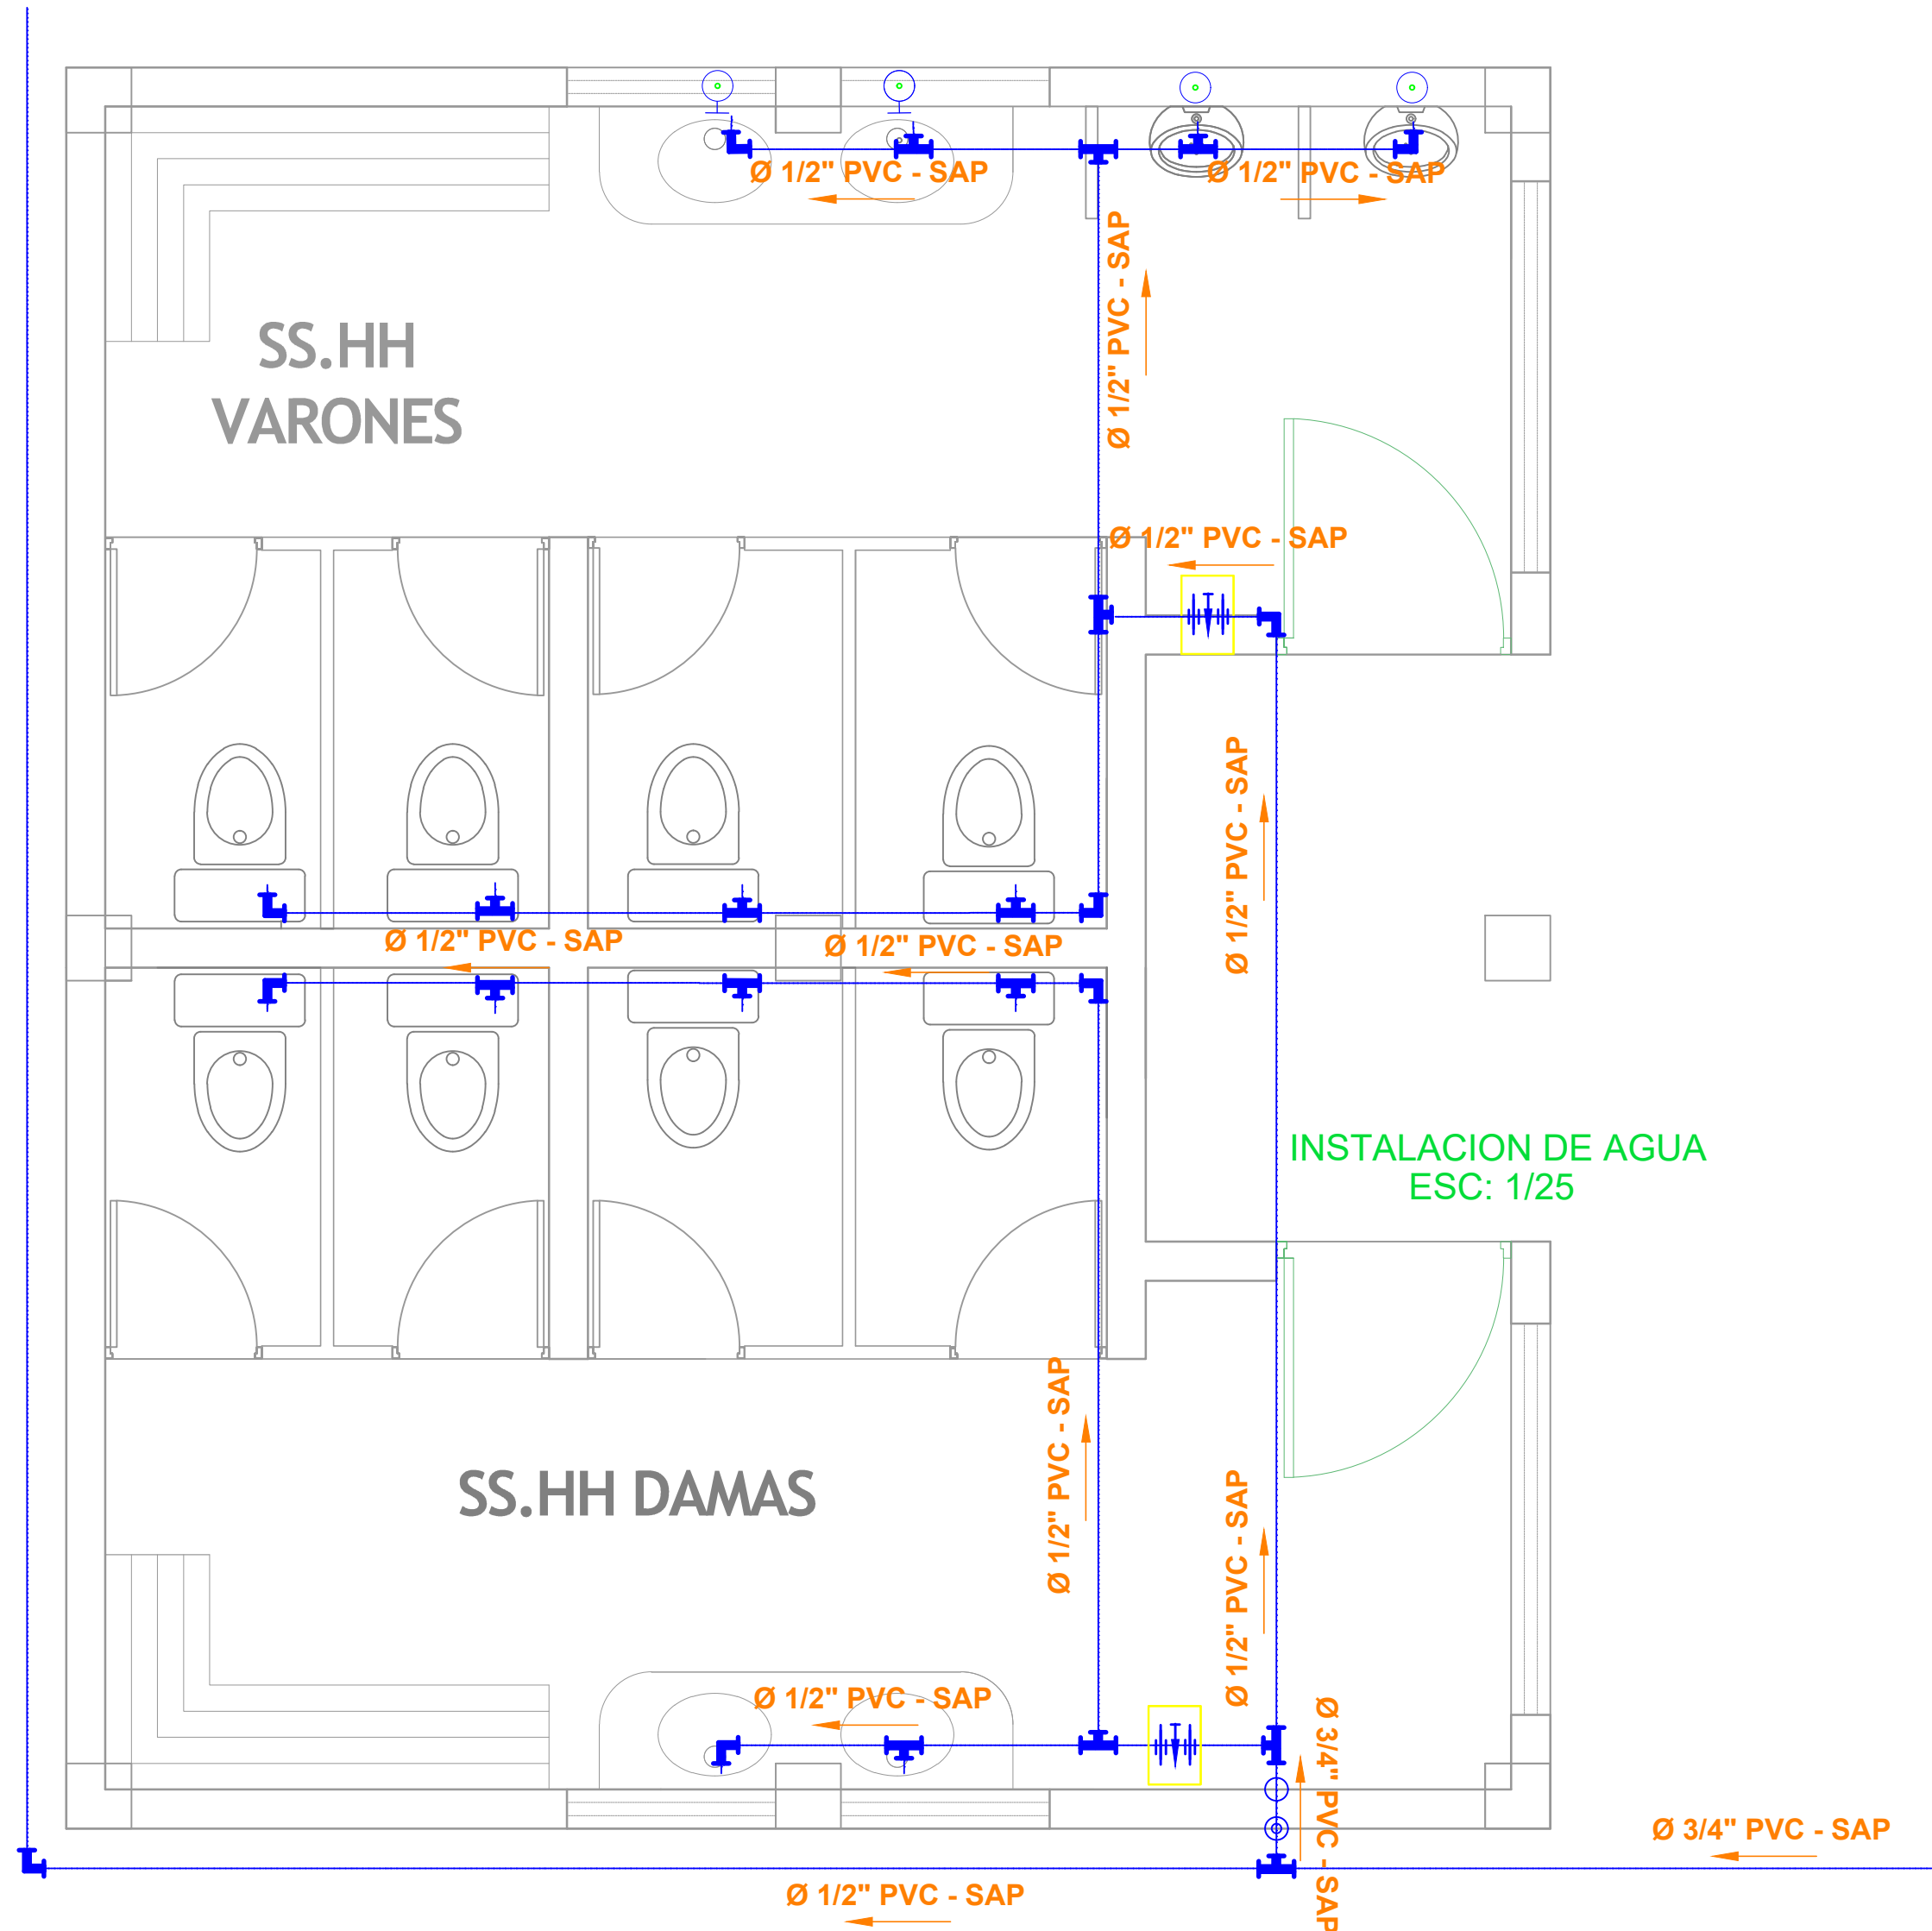 Ø 1/2" PVC - SAP
Ø 1/2" PVC - SAP
Ø 1/2" PVC - SAP
SS.HH
VARONES
Ø 1/2" PVC - SAP
Ø 1/2" PVC - SAP
Ø 1/2" PVC - SAP
Ø 1/2" PVC - SAP
INSTALACION DE AGUA
ESC: 1/25
Ø 1/2" PVC - SAP
SS.HH DAMAS
Ø 1/2" PVC - SAP
Ø 1/2" PVC - SAP
Ø 3/4" PVC - SAP
Ø 3/4" PVC - SAP
Ø 1/2" PVC - SAP